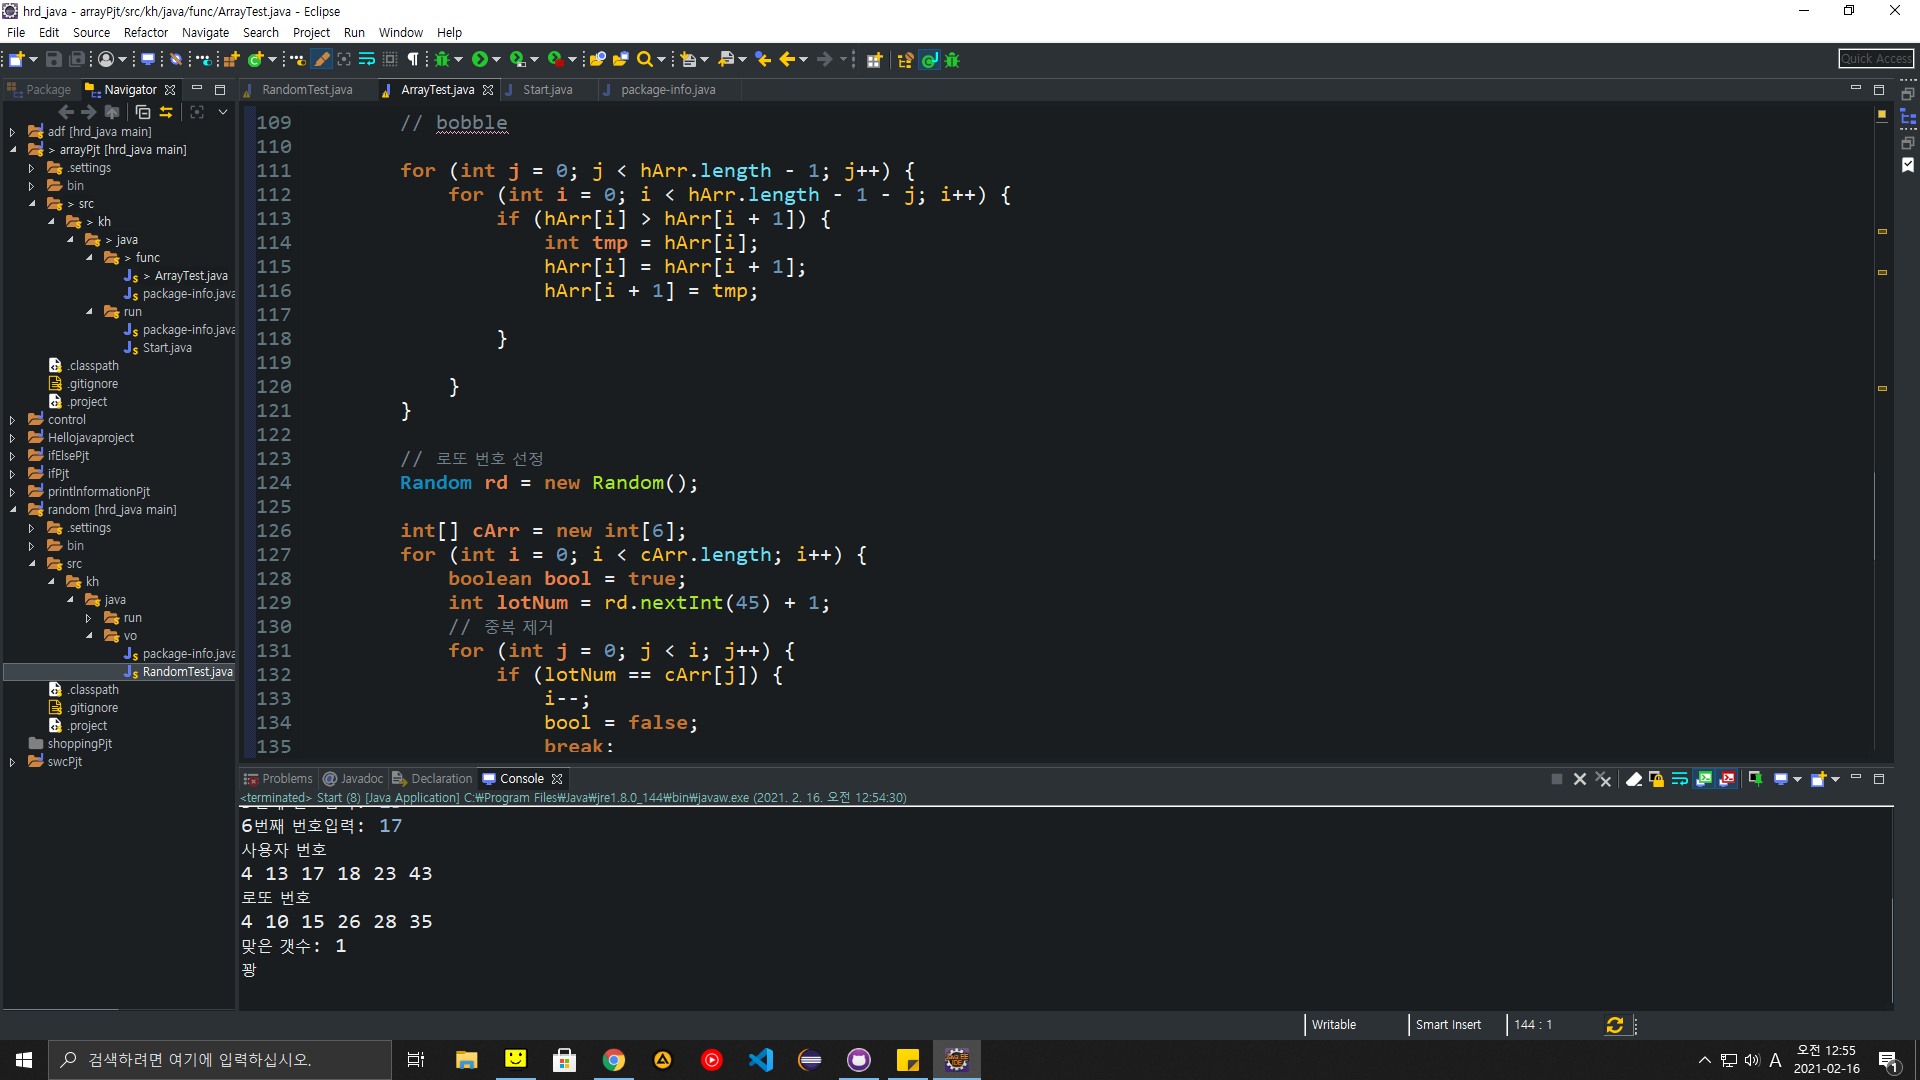 hrd_java - arrayPjt/src/kh/java/func/ArrayTest.java - Eclipse
File Edit Source Refactor Navigate Search Project Run Window Help
Quick Access
Package Navigator
RandomTest.java ArrayTest.java Start.java package-info.java
adf [hrd_java main]
> arrayPjt [hrd_java main]
.settings
bin
> src
> kh
> java
> func
> ArrayTest.java
package-info.java
run
package-info.java
Start.java
.classpath
.gitignore
.project
control
Hellojavaproject
ifElsePjt
ifPjt
printInformationPjt
random [hrd_java main]
.settings
bin
src
kh
java
run
vo
package-info.java
RandomTest.java
.classpath
.gitignore
.project
shoppingPjt
swcPjt
109 // bobble
110
111 for (int j = 0; j < hArr.length - 1; j++) {
112 for (int i = 0; i < hArr.length - 1 - j; i++) {
113 if (hArr[i] > hArr[i + 1]) {
114 int tmp = hArr[i];
115 hArr[i] = hArr[i + 1];
116 hArr[i + 1] = tmp;
117
118 }
119
120 }
121 }
122
123 // 로또 번호 선정
124 Random rd = new Random();
125
126 int[] cArr = new int[6];
127 for (int i = 0; i < cArr.length; i++) {
128 boolean bool = true;
129 int lotNum = rd.nextInt(45) + 1;
130 // 중복 제거
131 for (int j = 0; j < i; j++) {
132 if (lotNum == cArr[j]) {
133 i--;
134 bool = false;
135 break;
Problems Javadoc Declaration Console
<terminated> Start (8) [Java Application] C:₩Program Files₩Java₩jre1.8.0_144₩bin₩javaw.exe (2021. 2. 16. 오전 12:54:30)
6번째 번호입력: 17
사용자 번호
4 13 17 18 23 43
로또 번호
4 10 15 26 28 35
맞은 갯수: 1
꽝
Writable Smart Insert 144 : 1
검색하려면 여기에 입력하십시오.
A
오전 12:55
2021-02-16
1